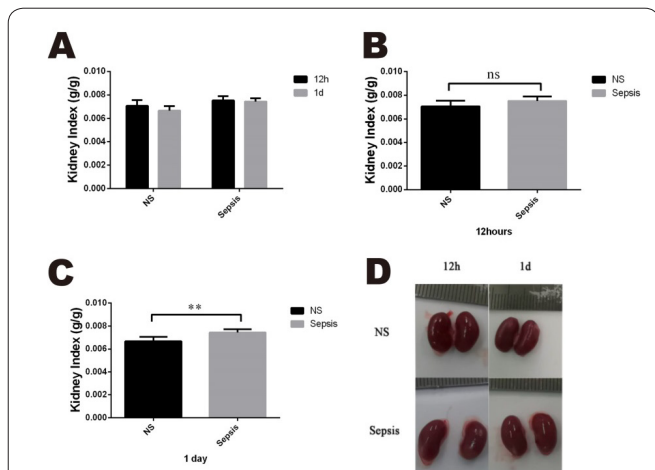 A
Kidney Index (g/g)
0.010
0.008
0.006
0.004
0.002
0.000
NS
Sepsis
12h
1d
B
Kidney Index (g/g)
0.010
0.008
0.006
0.004
0.002
0.000
ns
NS
Sepsis
12hours
NS
Sepsis
C
Kidney Index (g/g)
0.010
0.008
0.006
0.004
0.002
0.000
**
NS
Sepsis
1 day
NS
Sepsis
D
12h 1d
NS
Sepsis